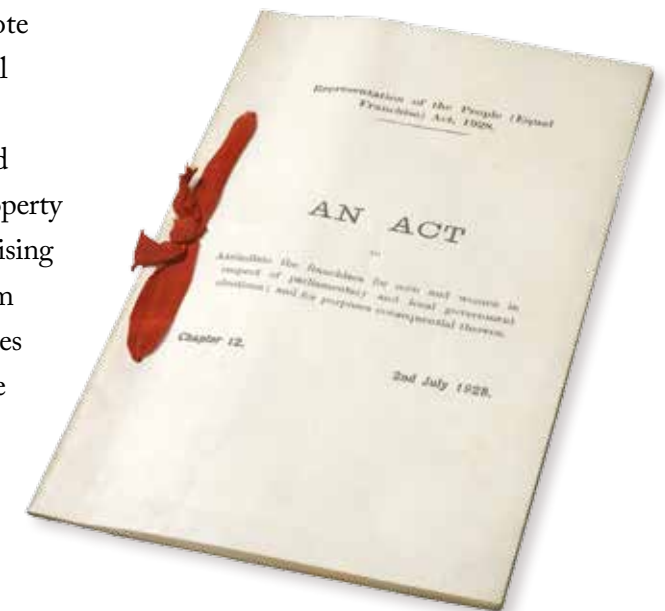 ote
l
d
operty
ising
m
es
e
Representation of the People (Equal
Franchise) Act, 1928.
AN ACT
TO
Assimilate the franchises for men and women in
respect of parliamentary and local government
elections; and for purposes consequential thereon.
Chapter 12.
2nd July 1928.